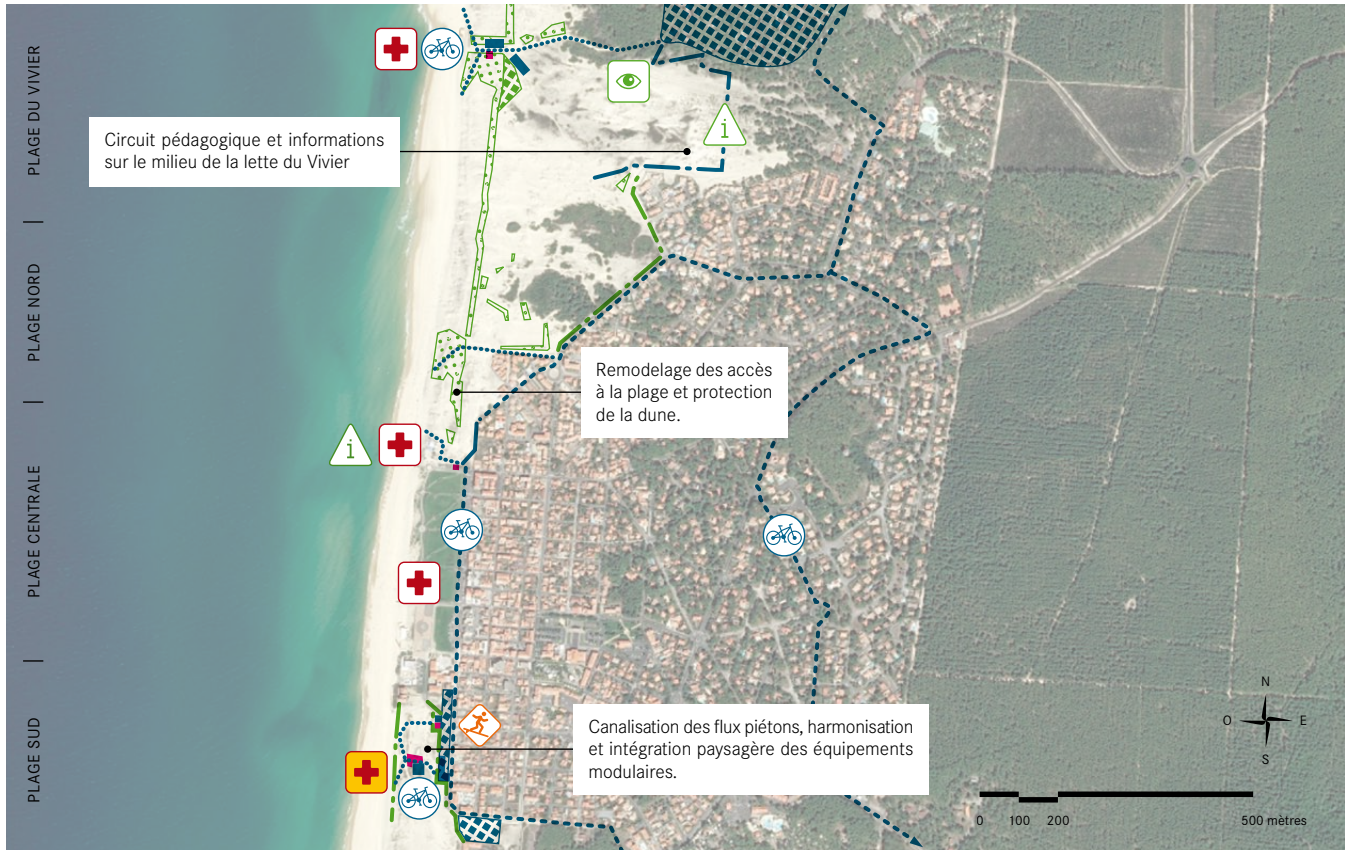 PLAGE DU VIVIER
PLAGE NORD
PLAGE CENTRALE
PLAGE SUD
Circuit pédagogique et informations
sur le milieu de la lette du Vivier
i
Remodelage des accès
à la plage et protection
de la dune.
i
Canalisation des flux piétons, harmonisation
et intégration paysagère des équipements
modulaires.
N
O E
S
0 100 200 500 mètres